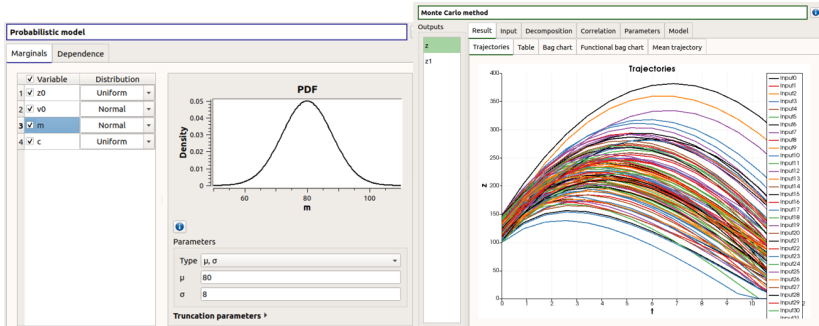 Probabilistic model
Marginals Dependence
Variable Distribution
1 z0 Uniform
2 v0 Normal
3 m Normal
4 c Uniform
PDF
Density
0.05
0.04
0.03
0.02
0.01
0
60 80 100
m
Parameters
Type μ, σ
μ 80
σ 8
Truncation parameters
Monte Carlo method
Outputs
z
z1
Result Input Decomposition Correlation Parameters Model
Trajectories Table Bag chart Functional bag chart Mean trajectory
Trajectories
z
400
350
300
250
200
150
100
50
0
0 1 2 3 4 5 6 7 8 9 10
t
Input0
Input1
Input2
Input3
Input4
Input5
Input6
Input7
Input8
Input9
Input10
Input11
Input12
Input13
Input14
Input15
Input16
Input17
Input18
Input19
Input20
Input21
Input22
Input23
Input24
Input25
Input26
Input27
Input28
Input29
Input30